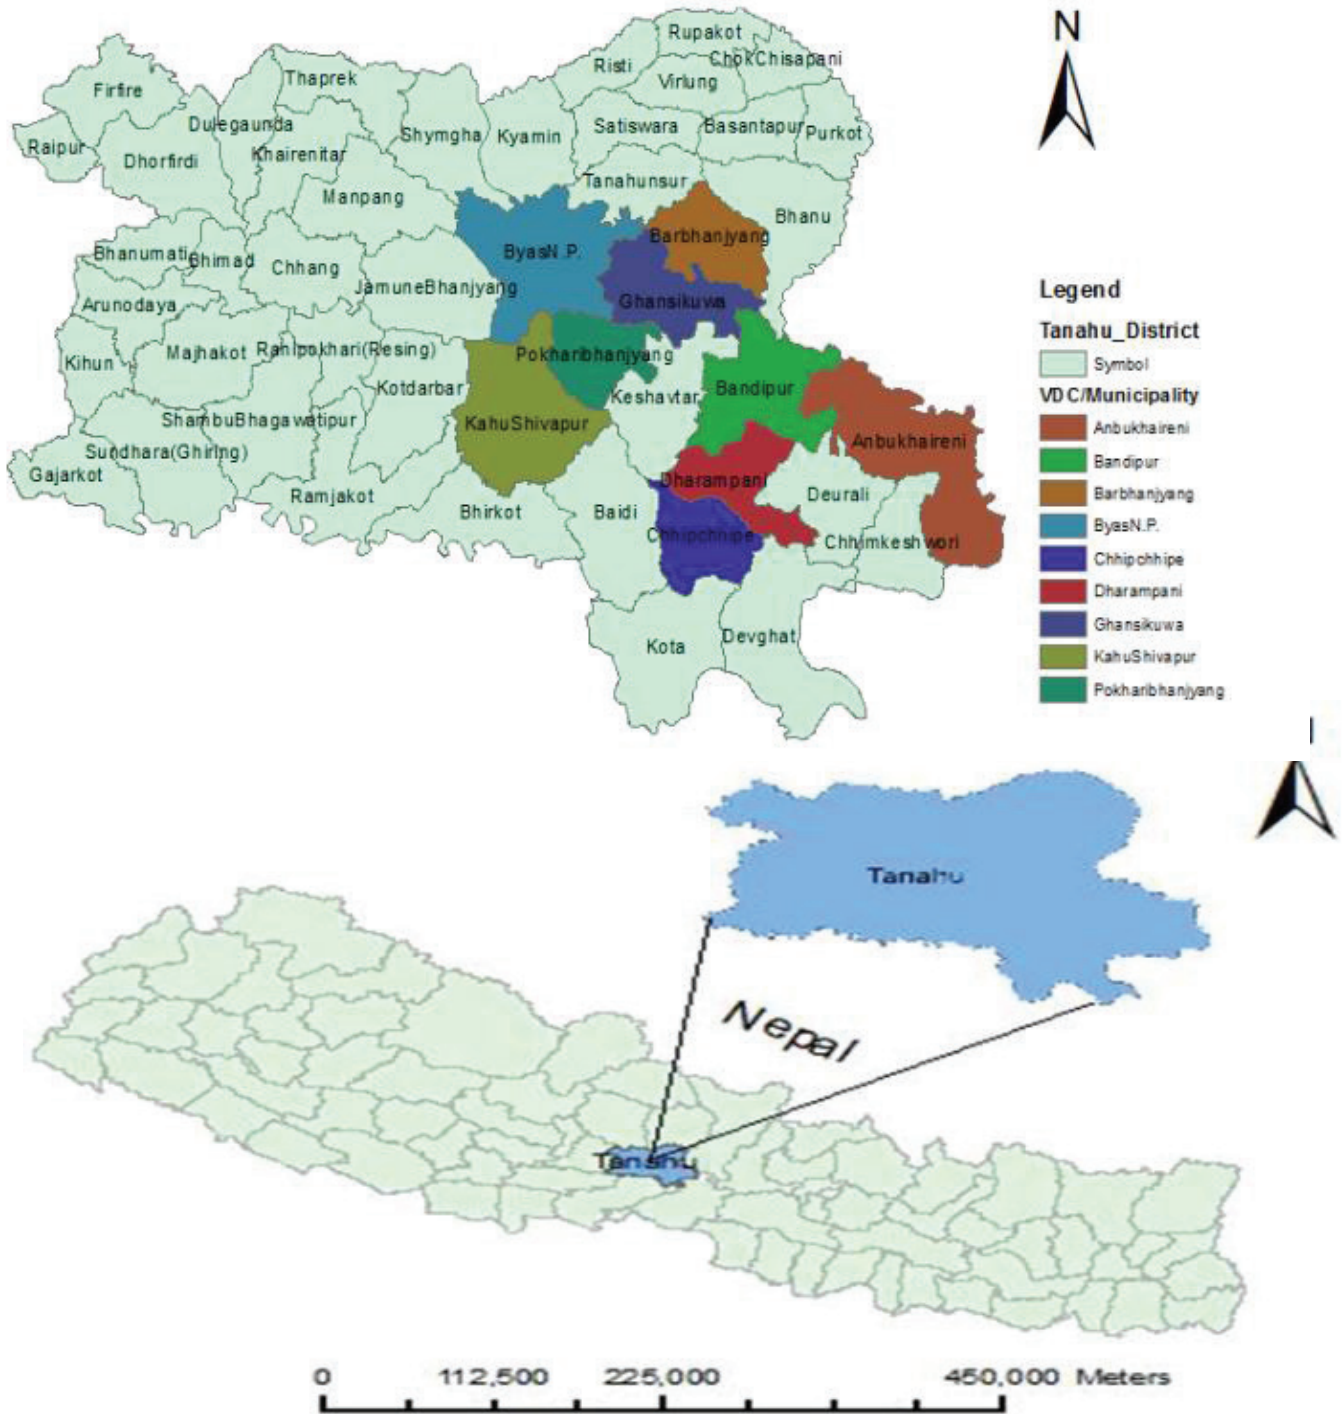 N
Rupakot
ChokChisapani
Risti
Virlung
Thaprek
Firfire
Dulegaunda
Shymgha
Kyamin
Satiswara
Basantapur
Purkot
Raipur
Dhorfirdi
Khairenitar
Tanahunsur
Manpang
Bhanu
Barbhanjyang
ByasN.P.
Bhanumati
Bhimad
Chhang
JamuneBhanjyang
Ghansikuwa
Arunodaya
Kihun
Majhakot
Rahlpokhari(Resing)
Pokharibhanjyang
Kotdarbar
Keshavtar
Bandipur
ShambuBhagawatipur
KahuShivapur
Anbukhaireni
Sundhara(Ghiring)
Gajarkot
Dharampani
Ramjakot
Deurali
Bhirkot
Baidi
Chhipchhipe
Chhimkeshwori
Kota
Devghat
Legend
Tanahu_District
Symbol
VDC/Municipality
Anbukhaireni
Bandipur
Barbhanjyang
ByasN.P.
Chhipchhipe
Dharampani
Ghansikuwa
KahuShivapur
Pokharibhanjyang
Tanahu
Nepal
Tanahu
0 112,500 225,000 450,000 Meters